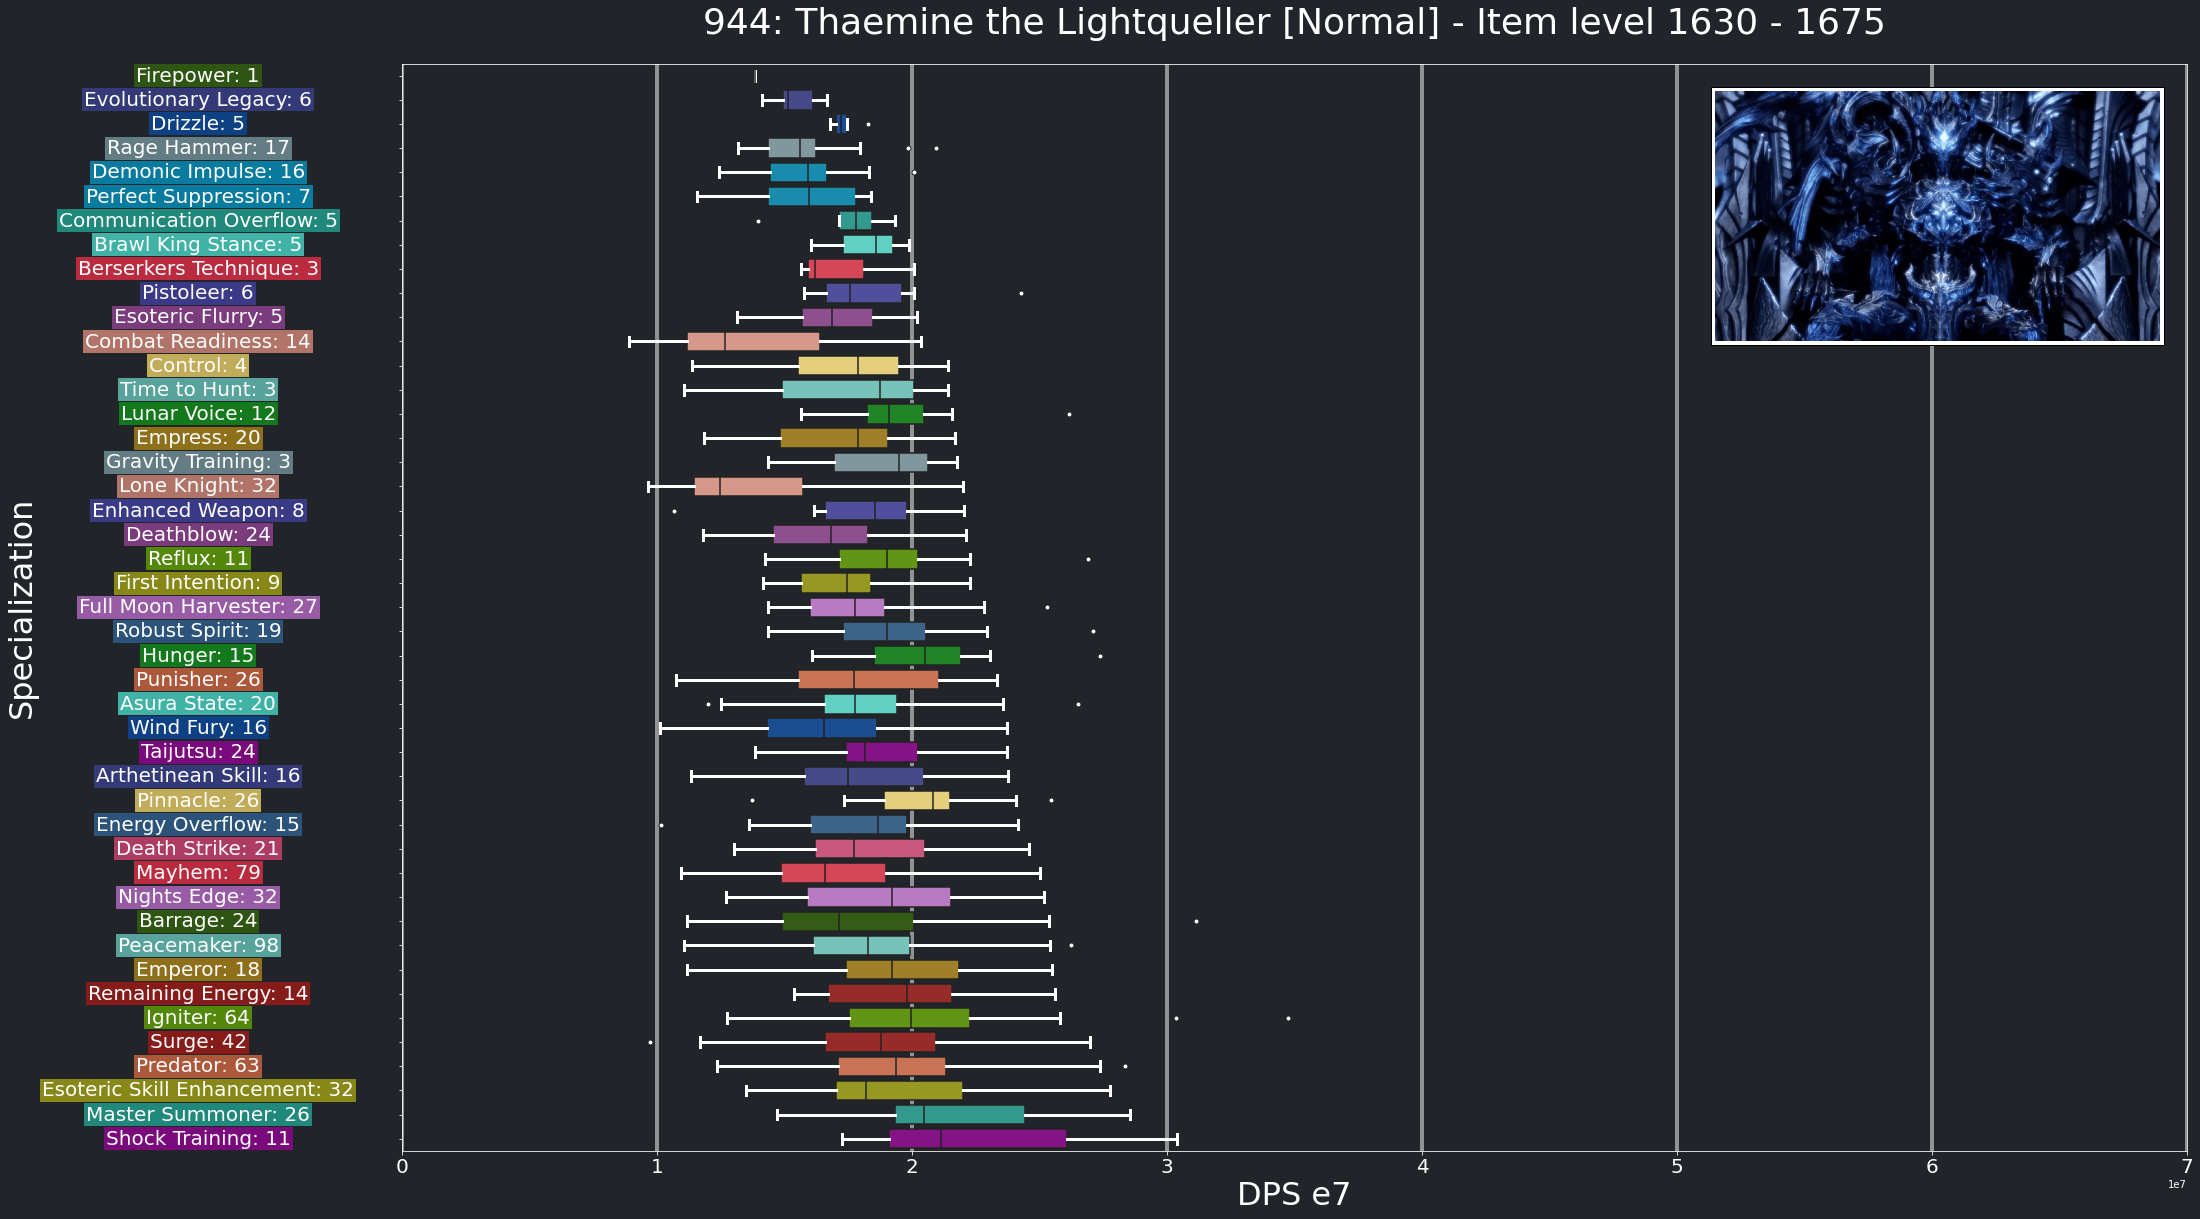 944: Thaemine the Lightqueller [Normal] - Item level 1630 - 1675
Specialization
Firepower: 1
Evolutionary Legacy: 6
Drizzle: 5
Rage Hammer: 17
Demonic Impulse: 16
Perfect Suppression: 7
Communication Overflow: 5
Brawl King Stance: 5
Berserkers Technique: 3
Pistoleer: 6
Esoteric Flurry: 5
Combat Readiness: 14
Control: 4
Time to Hunt: 3
Lunar Voice: 12
Empress: 20
Gravity Training: 3
Lone Knight: 32
Enhanced Weapon: 8
Deathblow: 24
Reflux: 11
First Intention: 9
Full Moon Harvester: 27
Robust Spirit: 19
Hunger: 15
Punisher: 26
Asura State: 20
Wind Fury: 16
Taijutsu: 24
Arthetinean Skill: 16
Pinnacle: 26
Energy Overflow: 15
Death Strike: 21
Mayhem: 79
Nights Edge: 32
Barrage: 24
Peacemaker: 98
Emperor: 18
Remaining Energy: 14
Igniter: 64
Surge: 42
Predator: 63
Esoteric Skill Enhancement: 32
Master Summoner: 26
Shock Training: 11
0 1 2 3 4 5 6 7
1e7
DPS e7